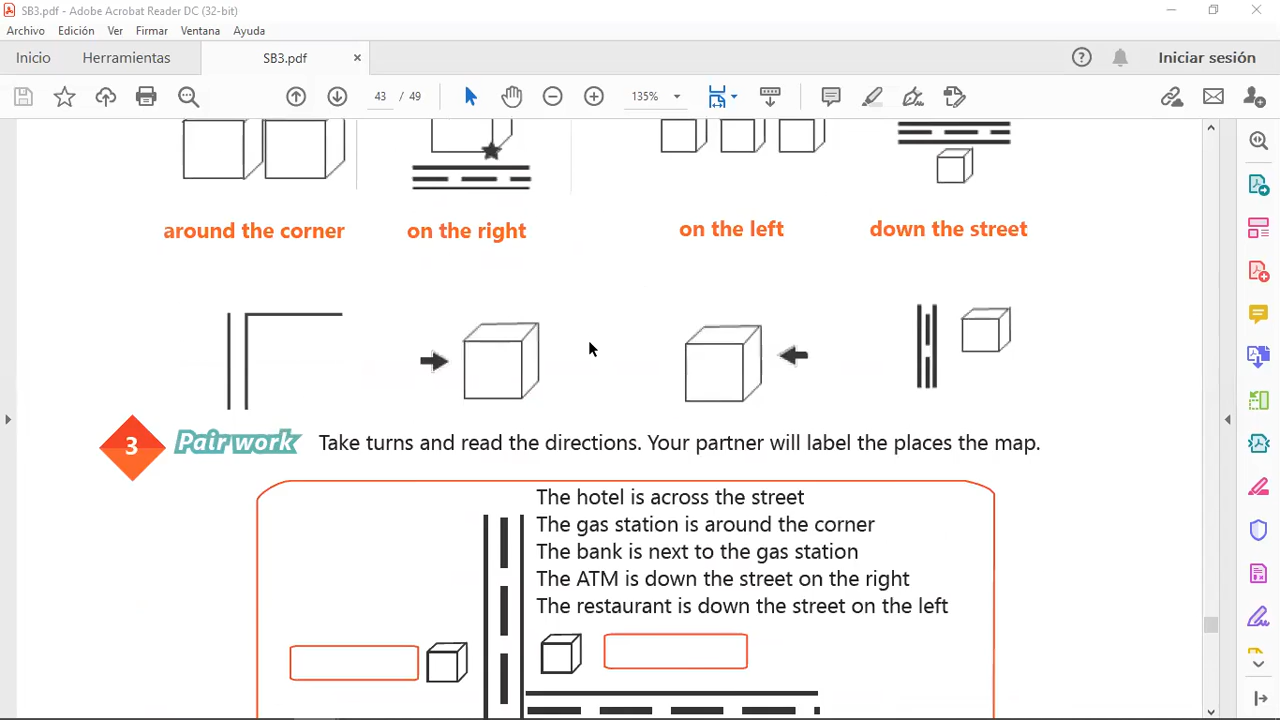 SB3.pdf - Adobe Acrobat Reader DC (32-bit)
Archivo Edición Ver Firmar Ventana Ayuda
Inicio Herramientas SB3.pdf × Iniciar sesión
43 / 49 135%
around the corner on the right on the left down the street
3 Pair work Take turns and read the directions. Your partner will label the places the map.
The hotel is across the street
The gas station is around the corner
The bank is next to the gas station
The ATM is down the street on the right
The restaurant is down the street on the left